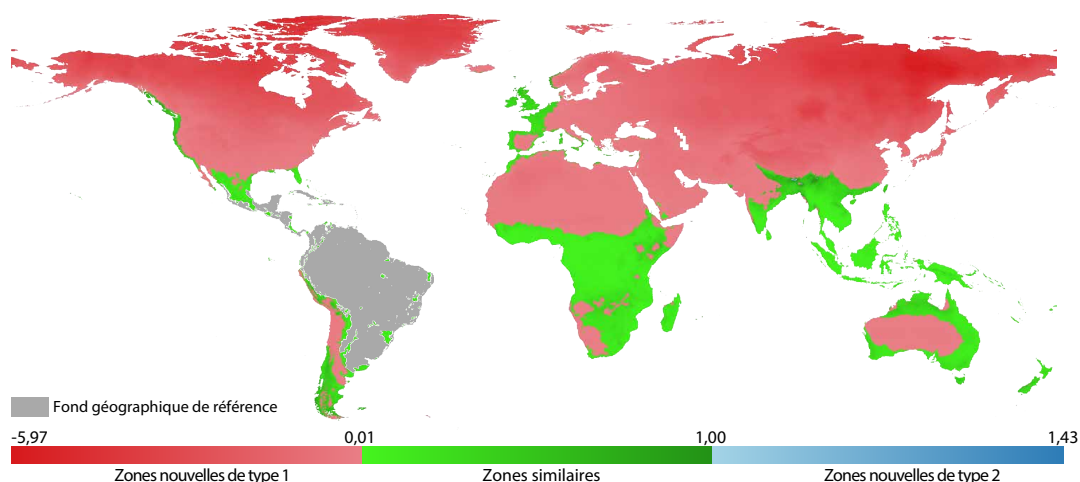 Fond géographique de référence
-5,97 0,01 1,00 1,43
Zones nouvelles de type 1 Zones similaires Zones nouvelles de type 2